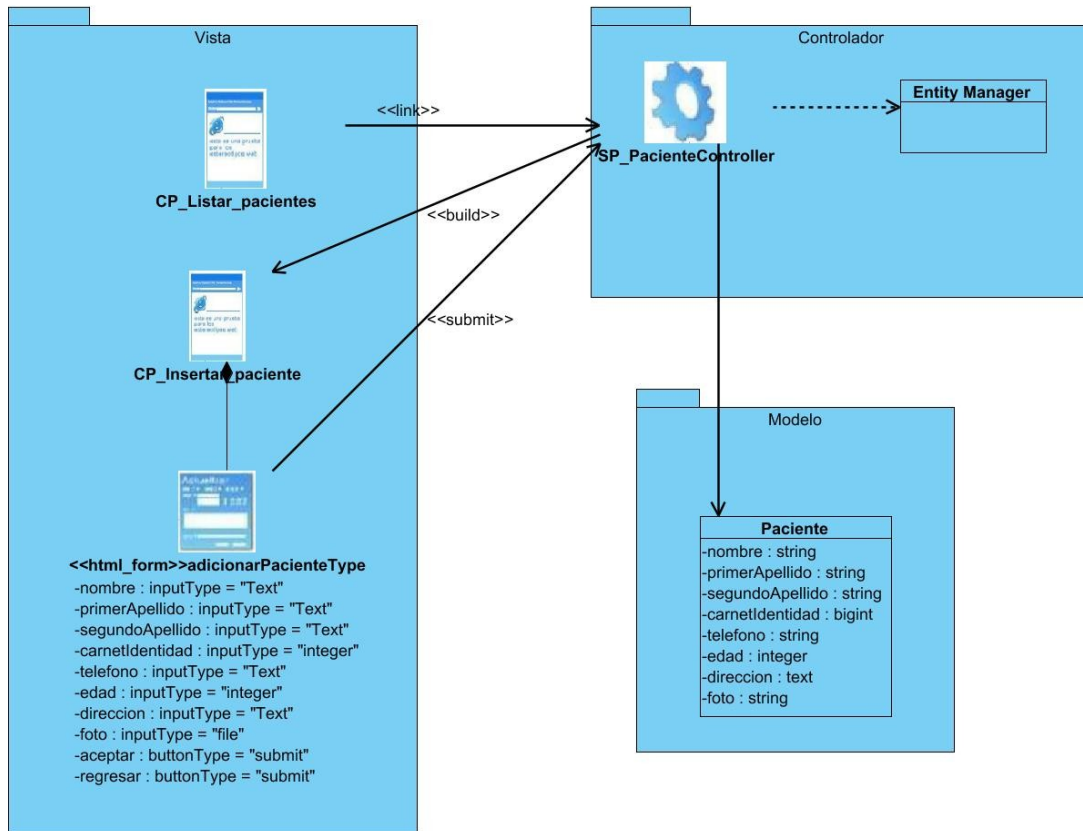 Vista
CP_Listar_pacientes
CP_Insertar_paciente
<<html_form>>adicionarPacienteType
-nombre : inputType = "Text"
-primerApellido : inputType = "Text"
-segundoApellido : inputType = "Text"
-carnetIdentidad : inputType = "integer"
-telefono : inputType = "Text"
-edad : inputType = "integer"
-direccion : inputType = "Text"
-foto : inputType = "file"
-aceptar : buttonType = "submit"
-regresar : buttonType = "submit"
<<link>>
<<build>>
<<submit>>
Controlador
SP_PacienteController
Entity Manager
Modelo
Paciente
-nombre : string
-primerApellido : string
-segundoApellido : string
-carnetIdentidad : bigint
-telefono : string
-edad : integer
-direccion : text
-foto : string